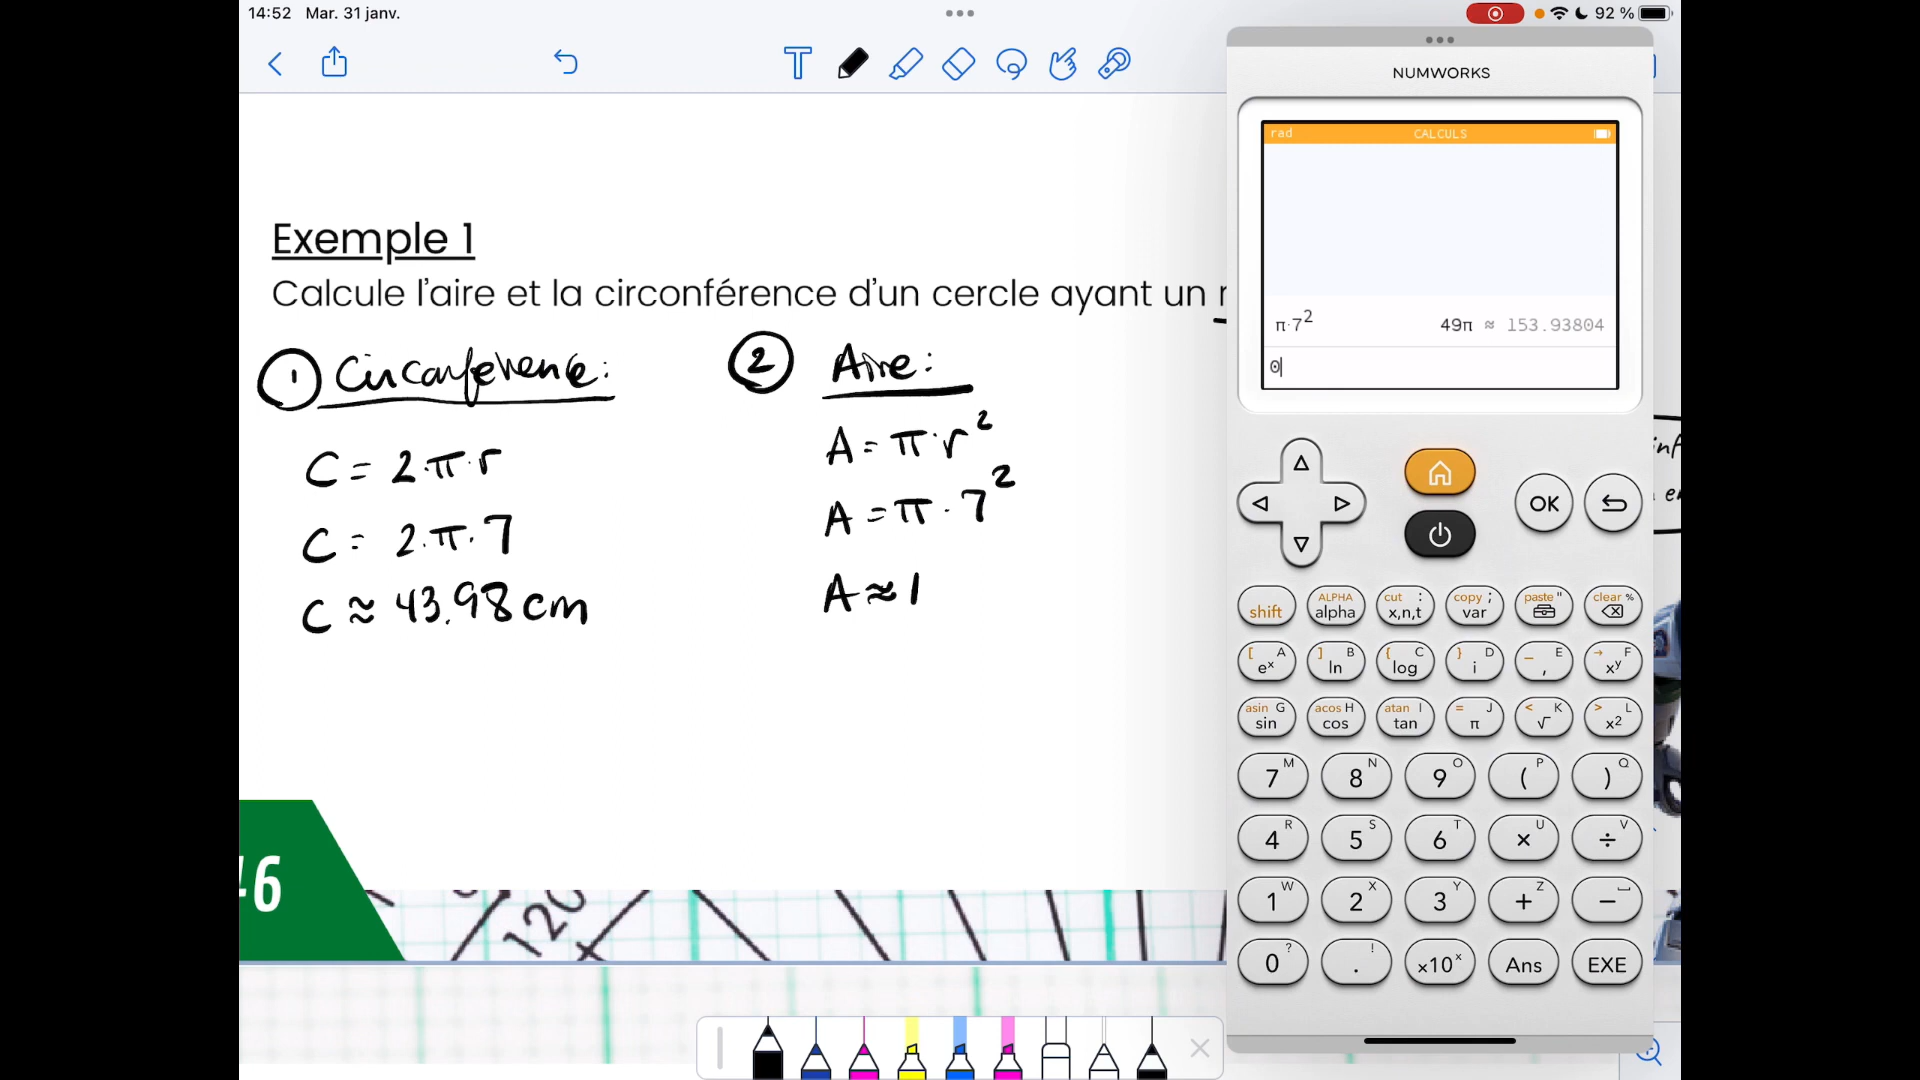 14:52 Mar. 31 janv.
92 %
NUMWORKS
rad CALCULS
π·7² 49π ≈ 153.93804
0
Exemple 1
Calcule l'aire et la circonférence d'un cercle ayant un r
① Circonférence:
C = 2·π·r
C = 2·π·7
C ≈ 43.98 cm
② Aire:
A = π·r²
A = π·7²
A ≈ 1
OK
shift ALPHA alpha cut : x,n,t copy ; var paste " clear %
[ A eˣ ] B ln { C log } D i _ E , → F xʸ
asin G sin acos H cos atan I tan = J π < K √ > L x²
7 M 8 N 9 O ( P ) Q
4 R 5 S 6 T × U ÷ V
1 W 2 X 3 Y + Z −
0 ? . ! ×10ˣ Ans EXE
46
120